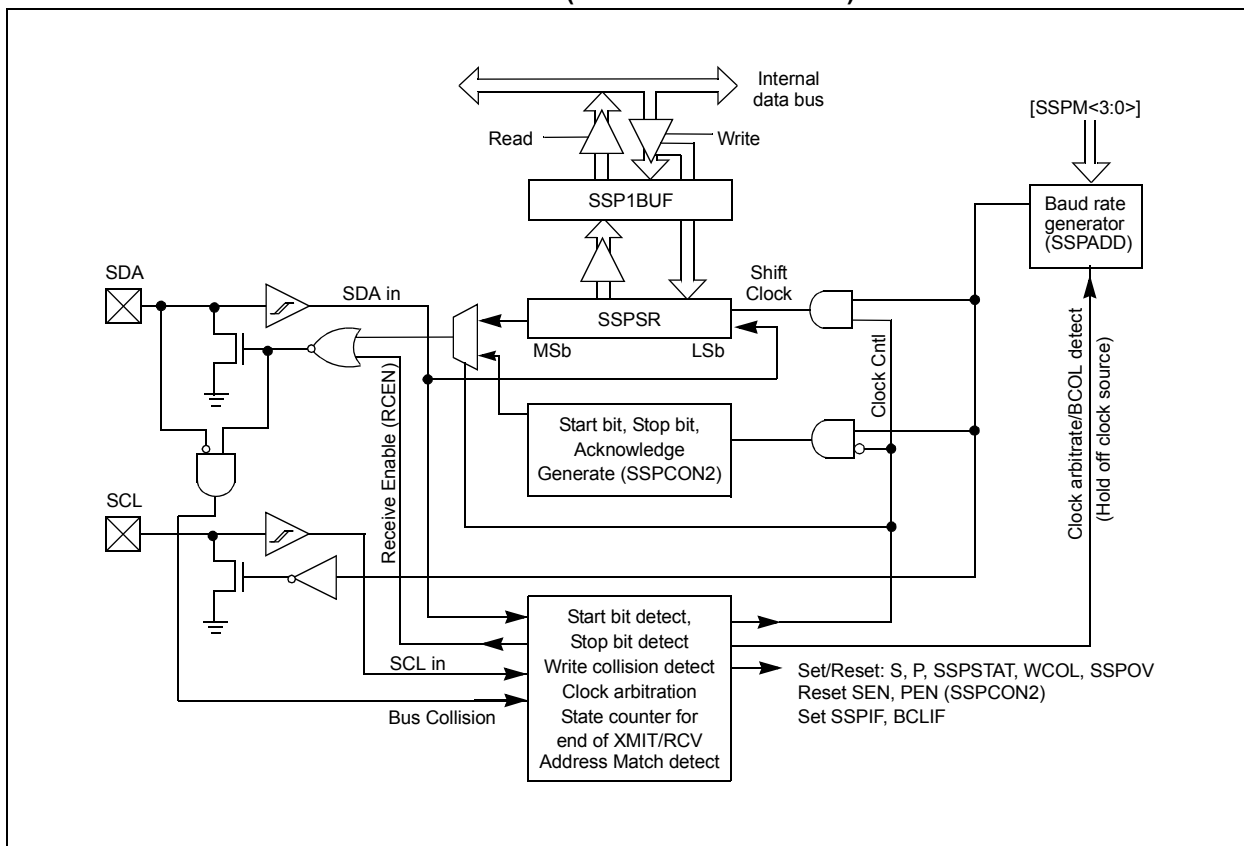 Internal
data bus
[SSPM<3:0>]
Read
Write
SSP1BUF
Baud rate
generator
(SSPADD)
SDA
SDA in
Shift
Clock
SSPSR
MSb
LSb
Clock Cntl
Clock arbitrate/BCOL detect
(Hold off clock source)
Receive Enable (RCEN)
Start bit, Stop bit,
Acknowledge
Generate (SSPCON2)
SCL
SCL in
Bus Collision
Start bit detect,
Stop bit detect
Write collision detect
Clock arbitration
State counter for
end of XMIT/RCV
Address Match detect
Set/Reset: S, P, SSPSTAT, WCOL, SSPOV
Reset SEN, PEN (SSPCON2)
Set SSPIF, BCLIF